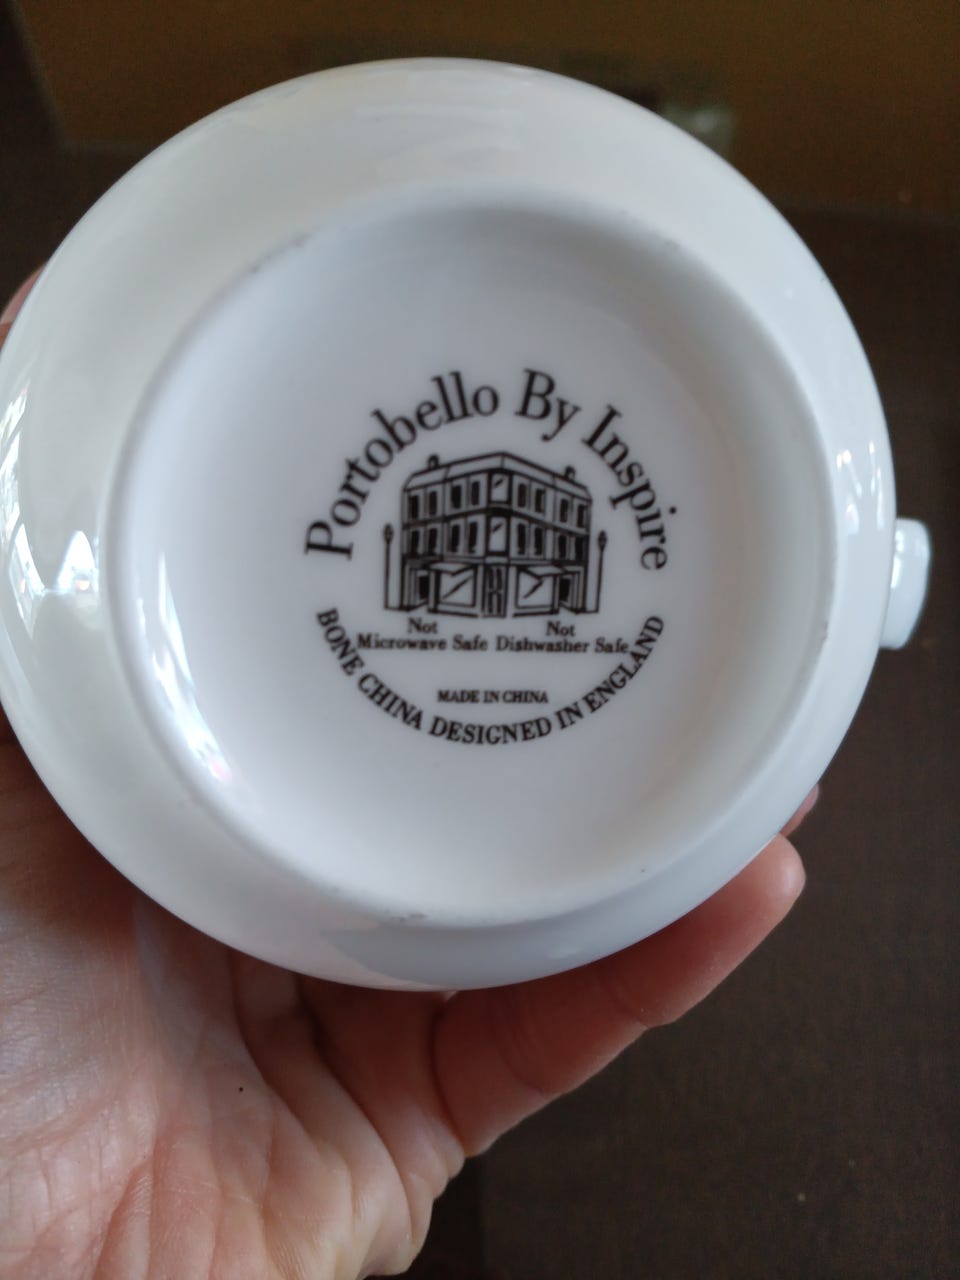 Portobello By Inspire
Not Microwave Safe
Not Dishwasher Safe
MADE IN CHINA
BONE CHINA DESIGNED IN ENGLAND